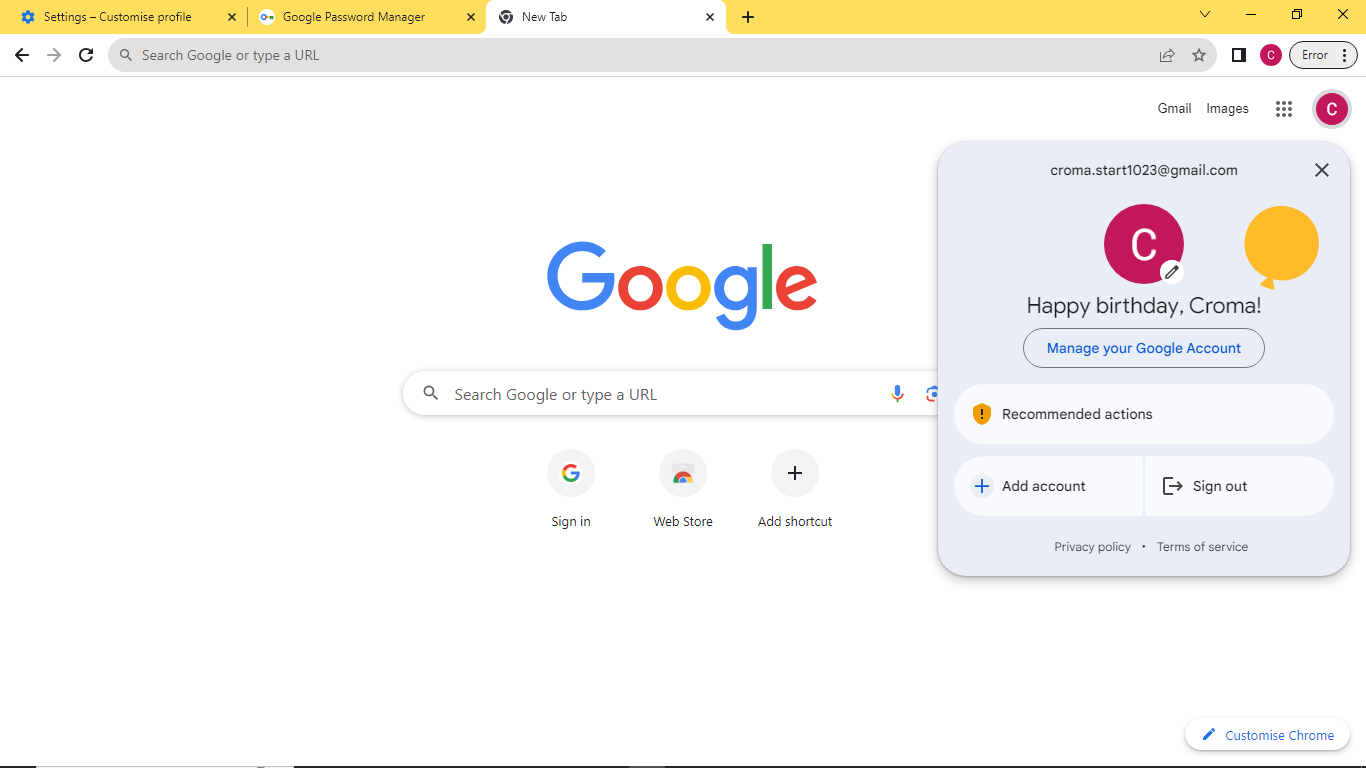 Settings – Customise profile
Google Password Manager
New Tab
Search Google or type a URL
C
Error
Gmail Images
C
croma.start1023@gmail.com
C
Happy birthday, Croma!
Manage your Google Account
Recommended actions
Add account
Sign out
Privacy policy • Terms of service
Google
Search Google or type a URL
Sign in
Web Store
Add shortcut
Customise Chrome